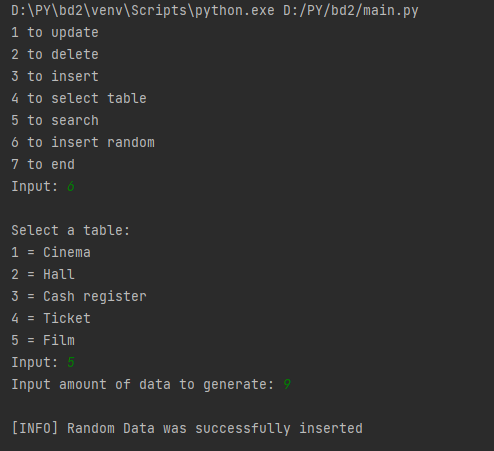 D:\PY\bd2\venv\Scripts\python.exe D:/PY/bd2/main.py
1 to update
2 to delete
3 to insert
4 to select table
5 to search
6 to insert random
7 to end
Input: 6
Select a table:
1 = Cinema
2 = Hall
3 = Cash register
4 = Ticket
5 = Film
Input: 5
Input amount of data to generate: 9
[INFO] Random Data was successfully inserted